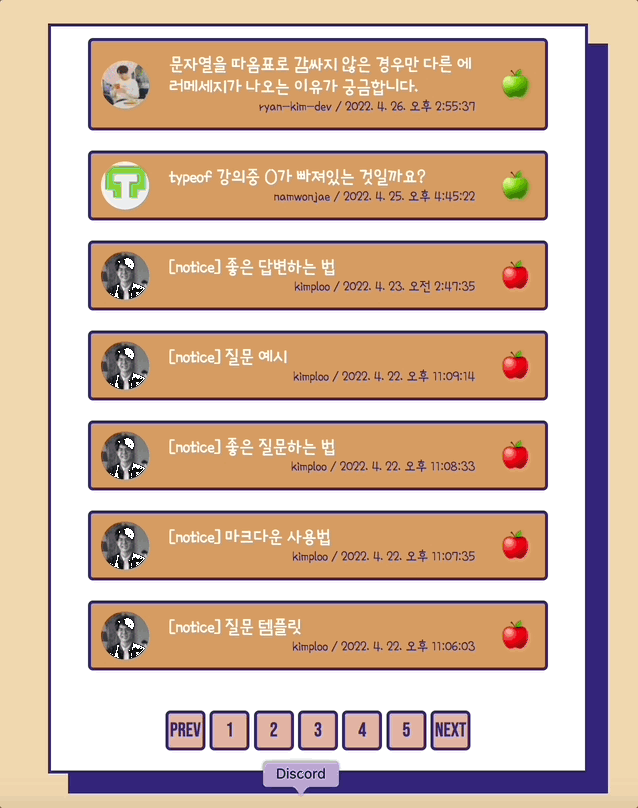 문자열을 따옴표로 감싸지 않은 경우만 다른 에
러메세지가 나오는 이유가 궁금합니다.
ryan-kim-dev / 2022. 4. 26. 오후 2:55:37
typeof 강의중 ()가 빠져있는 것일까요?
namwonjae / 2022. 4. 25. 오후 4:45:22
[notice] 좋은 답변하는 법
kimploo / 2022. 4. 23. 오전 2:47:35
[notice] 질문 예시
kimploo / 2022. 4. 22. 오후 11:09:14
[notice] 좋은 질문하는 법
kimploo / 2022. 4. 22. 오후 11:08:33
[notice] 마크다운 사용법
kimploo / 2022. 4. 22. 오후 11:07:35
[notice] 질문 템플릿
kimploo / 2022. 4. 22. 오후 11:06:03
PREV 1 2 3 4 5 NEXT
Discord